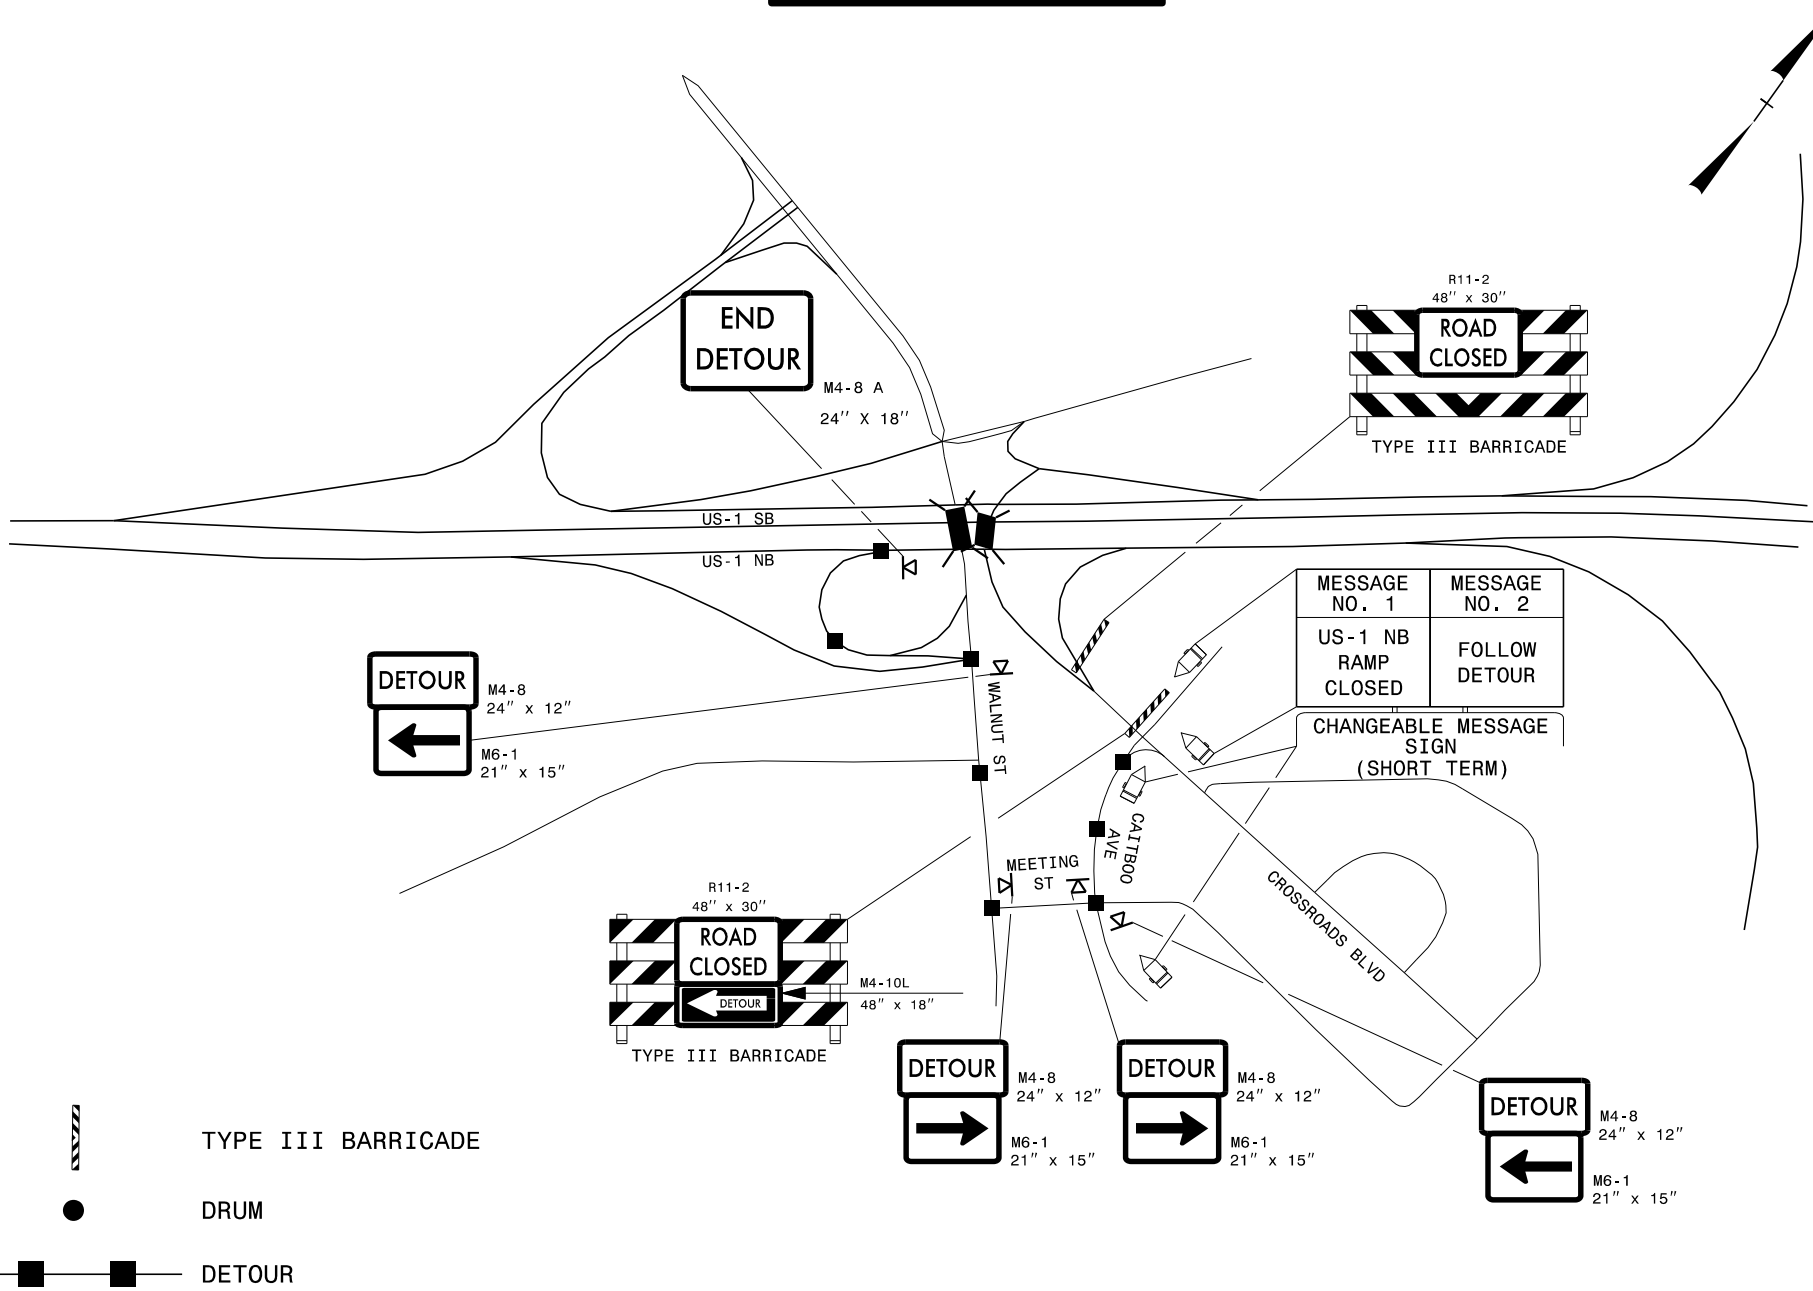 R11-2
48" x 30"
ROAD
CLOSED
TYPE III BARRICADE
END
DETOUR
M4-8 A
24" X 18"
US-1 SB
US-1 NB
MESSAGE
NO. 1
MESSAGE
NO. 2
US-1 NB
RAMP
CLOSED
FOLLOW
DETOUR
CHANGEABLE MESSAGE
SIGN
(SHORT TERM)
DETOUR
M4-8
24" x 12"
M6-1
21" x 15"
WALNUT ST
CAITBOO
AVE
MEETING
ST
CROSSROADS BLVD
R11-2
48" x 30"
ROAD
CLOSED
DETOUR
M4-10L
48" x 18"
TYPE III BARRICADE
DETOUR
M4-8
24" x 12"
M6-1
21" x 15"
DETOUR
M4-8
24" x 12"
M6-1
21" x 15"
DETOUR
M4-8
24" x 12"
M6-1
21" x 15"
TYPE III BARRICADE
DRUM
DETOUR